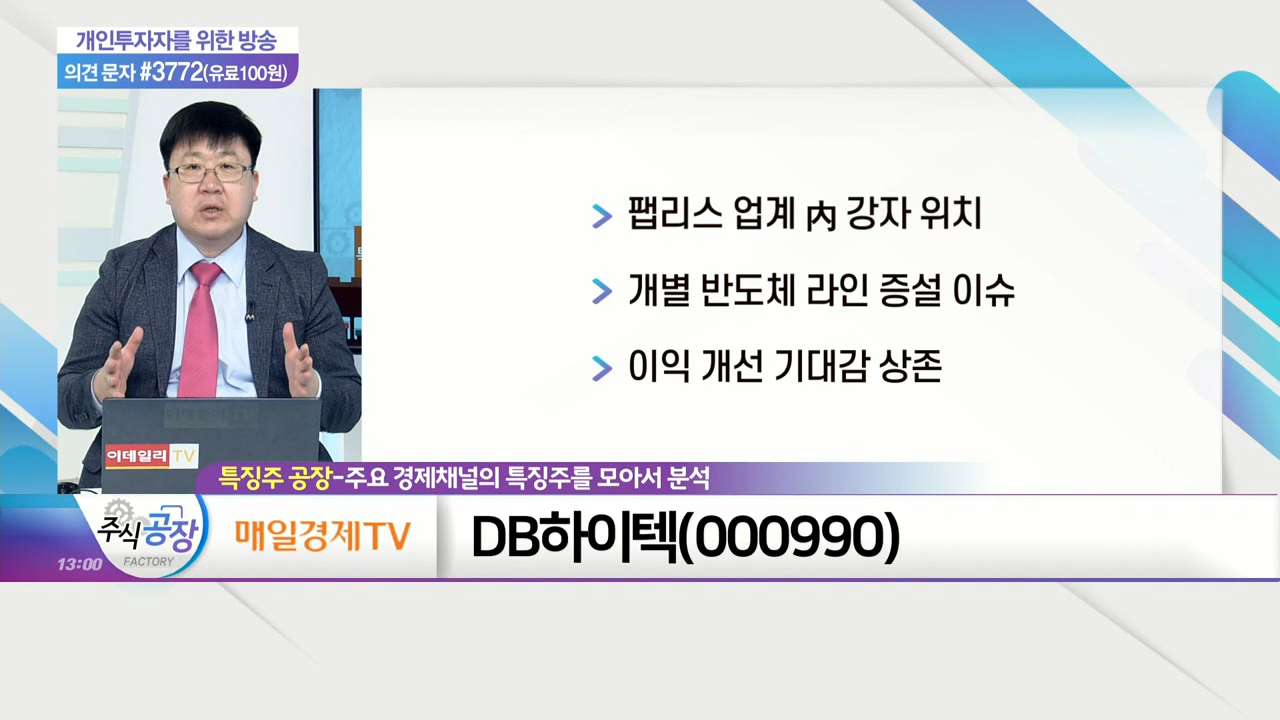 개인투자자를 위한 방송
의견 문자 #3772(유료100원)
> 팹리스 업계 內 강자 위치
> 개별 반도체 라인 증설 이슈
> 이익 개선 기대감 상존
이데일리 TV
특징주 공장-주요 경제채널의 특징주를 모아서 분석
주식공장
FACTORY
13:00
매일경제TV
DB하이텍(000990)